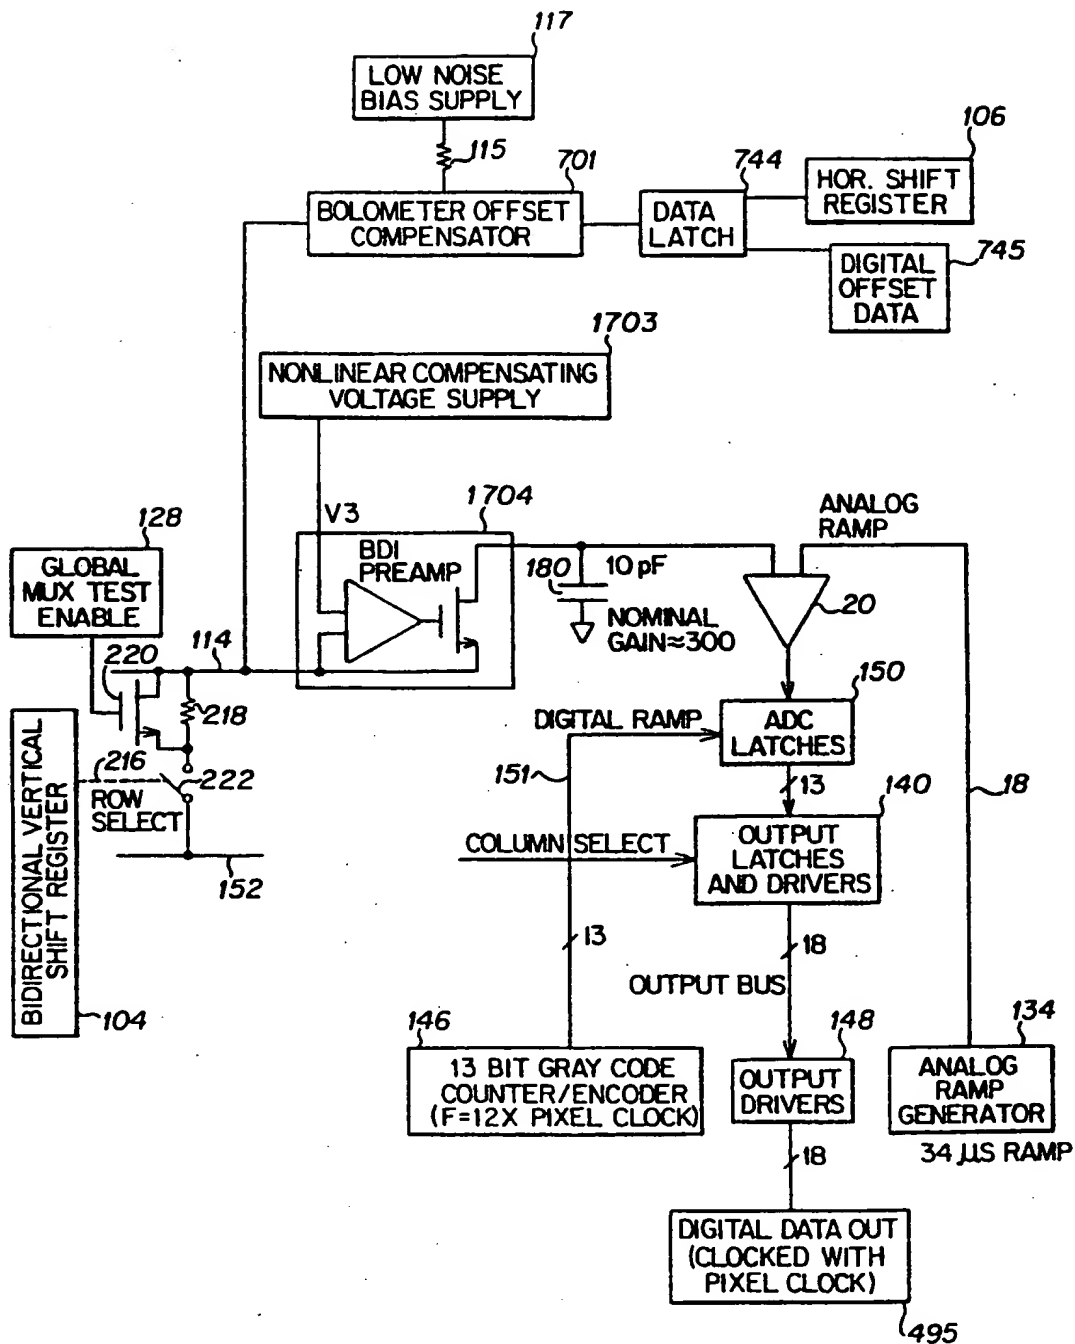 117
LOW NOISE
BIAS SUPPLY
115
701
BOLOMETER OFFSET
COMPENSATOR
744
DATA
LATCH
106
HOR. SHIFT
REGISTER
745
DIGITAL
OFFSET
DATA
1703
NONLINEAR COMPENSATING
VOLTAGE SUPPLY
V3
1704
BDI
PREAMP
128
GLOBAL
MUX TEST
ENABLE
220
114
218
216
222
ROW
SELECT
152
BIDIRECTIONAL VERTICAL
SHIFT REGISTER
104
180
10 pF
NOMINAL
GAIN≈300
ANALOG
RAMP
20
150
ADC
LATCHES
DIGITAL RAMP
151
13
140
18
COLUMN SELECT
OUTPUT
LATCHES
AND DRIVERS
13
18
OUTPUT BUS
146
13 BIT GRAY CODE
COUNTER/ENCODER
(F=12X PIXEL CLOCK)
148
OUTPUT
DRIVERS
134
ANALOG
RAMP
GENERATOR
34 µS RAMP
18
DIGITAL DATA OUT
(CLOCKED WITH
PIXEL CLOCK)
495